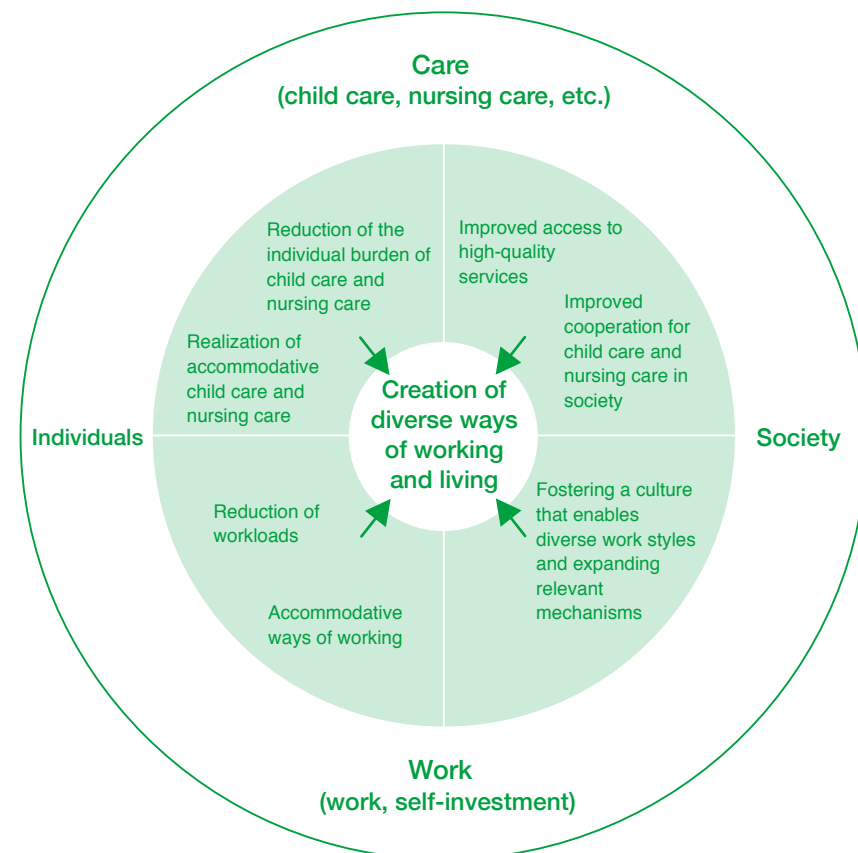 Care
(child care, nursing care, etc.)
Reduction of the
individual burden of
child care and
nursing care
Improved access to
high-quality
services
Realization of
accommodative
child care and
nursing care
Improved
cooperation for
child care and
nursing care in
society
Individuals
Creation of
diverse ways
of working
and living
Society
Reduction of
workloads
Fostering a culture
that enables
diverse work styles
and expanding
relevant
mechanisms
Accommodative
ways of working
Work
(work, self-investment)